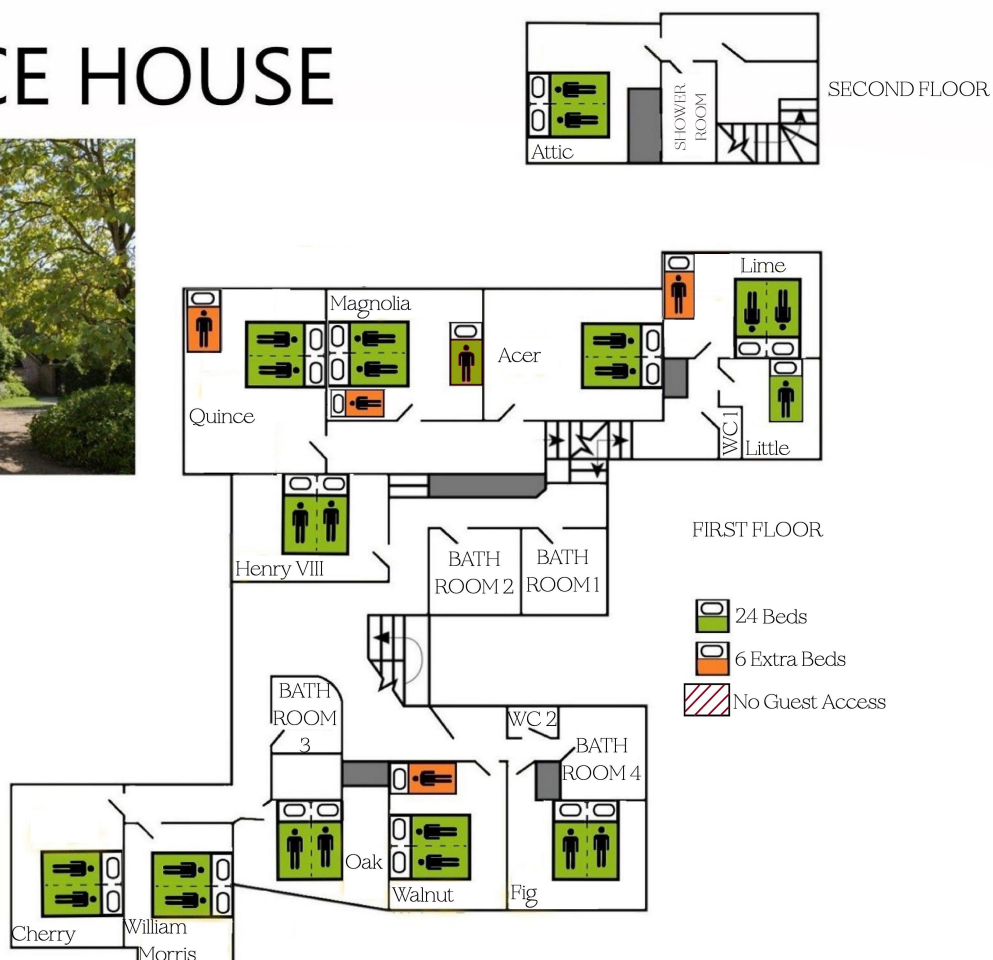 CE HOUSE
SECOND FLOOR
SHOWER
ROOM
Attic
Lime
Magnolia
Acer
Quince
WC 1
Little
Henry VIII
BATH
ROOM 2
BATH
ROOM 1
FIRST FLOOR
24 Beds
6 Extra Beds
No Guest Access
BATH
ROOM
3
WC 2
BATH
ROOM 4
Oak
Walnut
Fig
Cherry
William
Morris